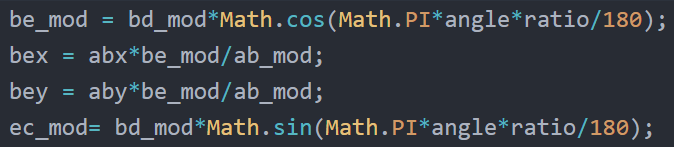 be_mod = bd_mod*Math.cos(Math.PI*angle*ratio/180);
bex = abx*be_mod/ab_mod;
bey = aby*be_mod/ab_mod;
ec_mod= bd_mod*Math.sin(Math.PI*angle*ratio/180);